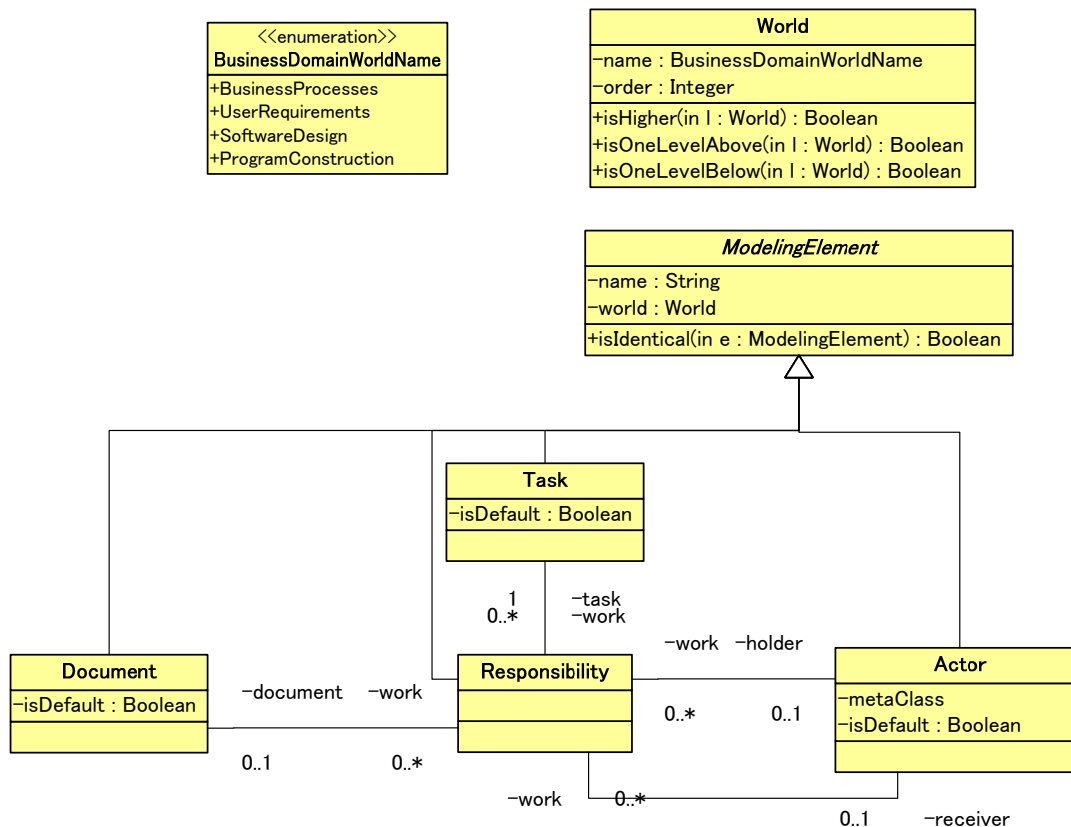 <<enumeration>>
BusinessDomainWorldName
+BusinessProcesses
+UserRequirements
+SoftwareDesign
+ProgramConstruction
World
-name : BusinessDomainWorldName
-order : Integer
+isHigher(in l : World) : Boolean
+isOneLevelAbove(in l : World) : Boolean
+isOneLevelBelow(in l : World) : Boolean
ModelingElement
-name : String
-world : World
+isIdentical(in e : ModelingElement) : Boolean
Task
-isDefault : Boolean
1 -task
0..* -work
Document
-isDefault : Boolean
-document -work
0..1 0..*
Responsibility
-work -holder
0..* 0..1
Actor
-metaClass
-isDefault : Boolean
-work 0..*
0..1 -receiver